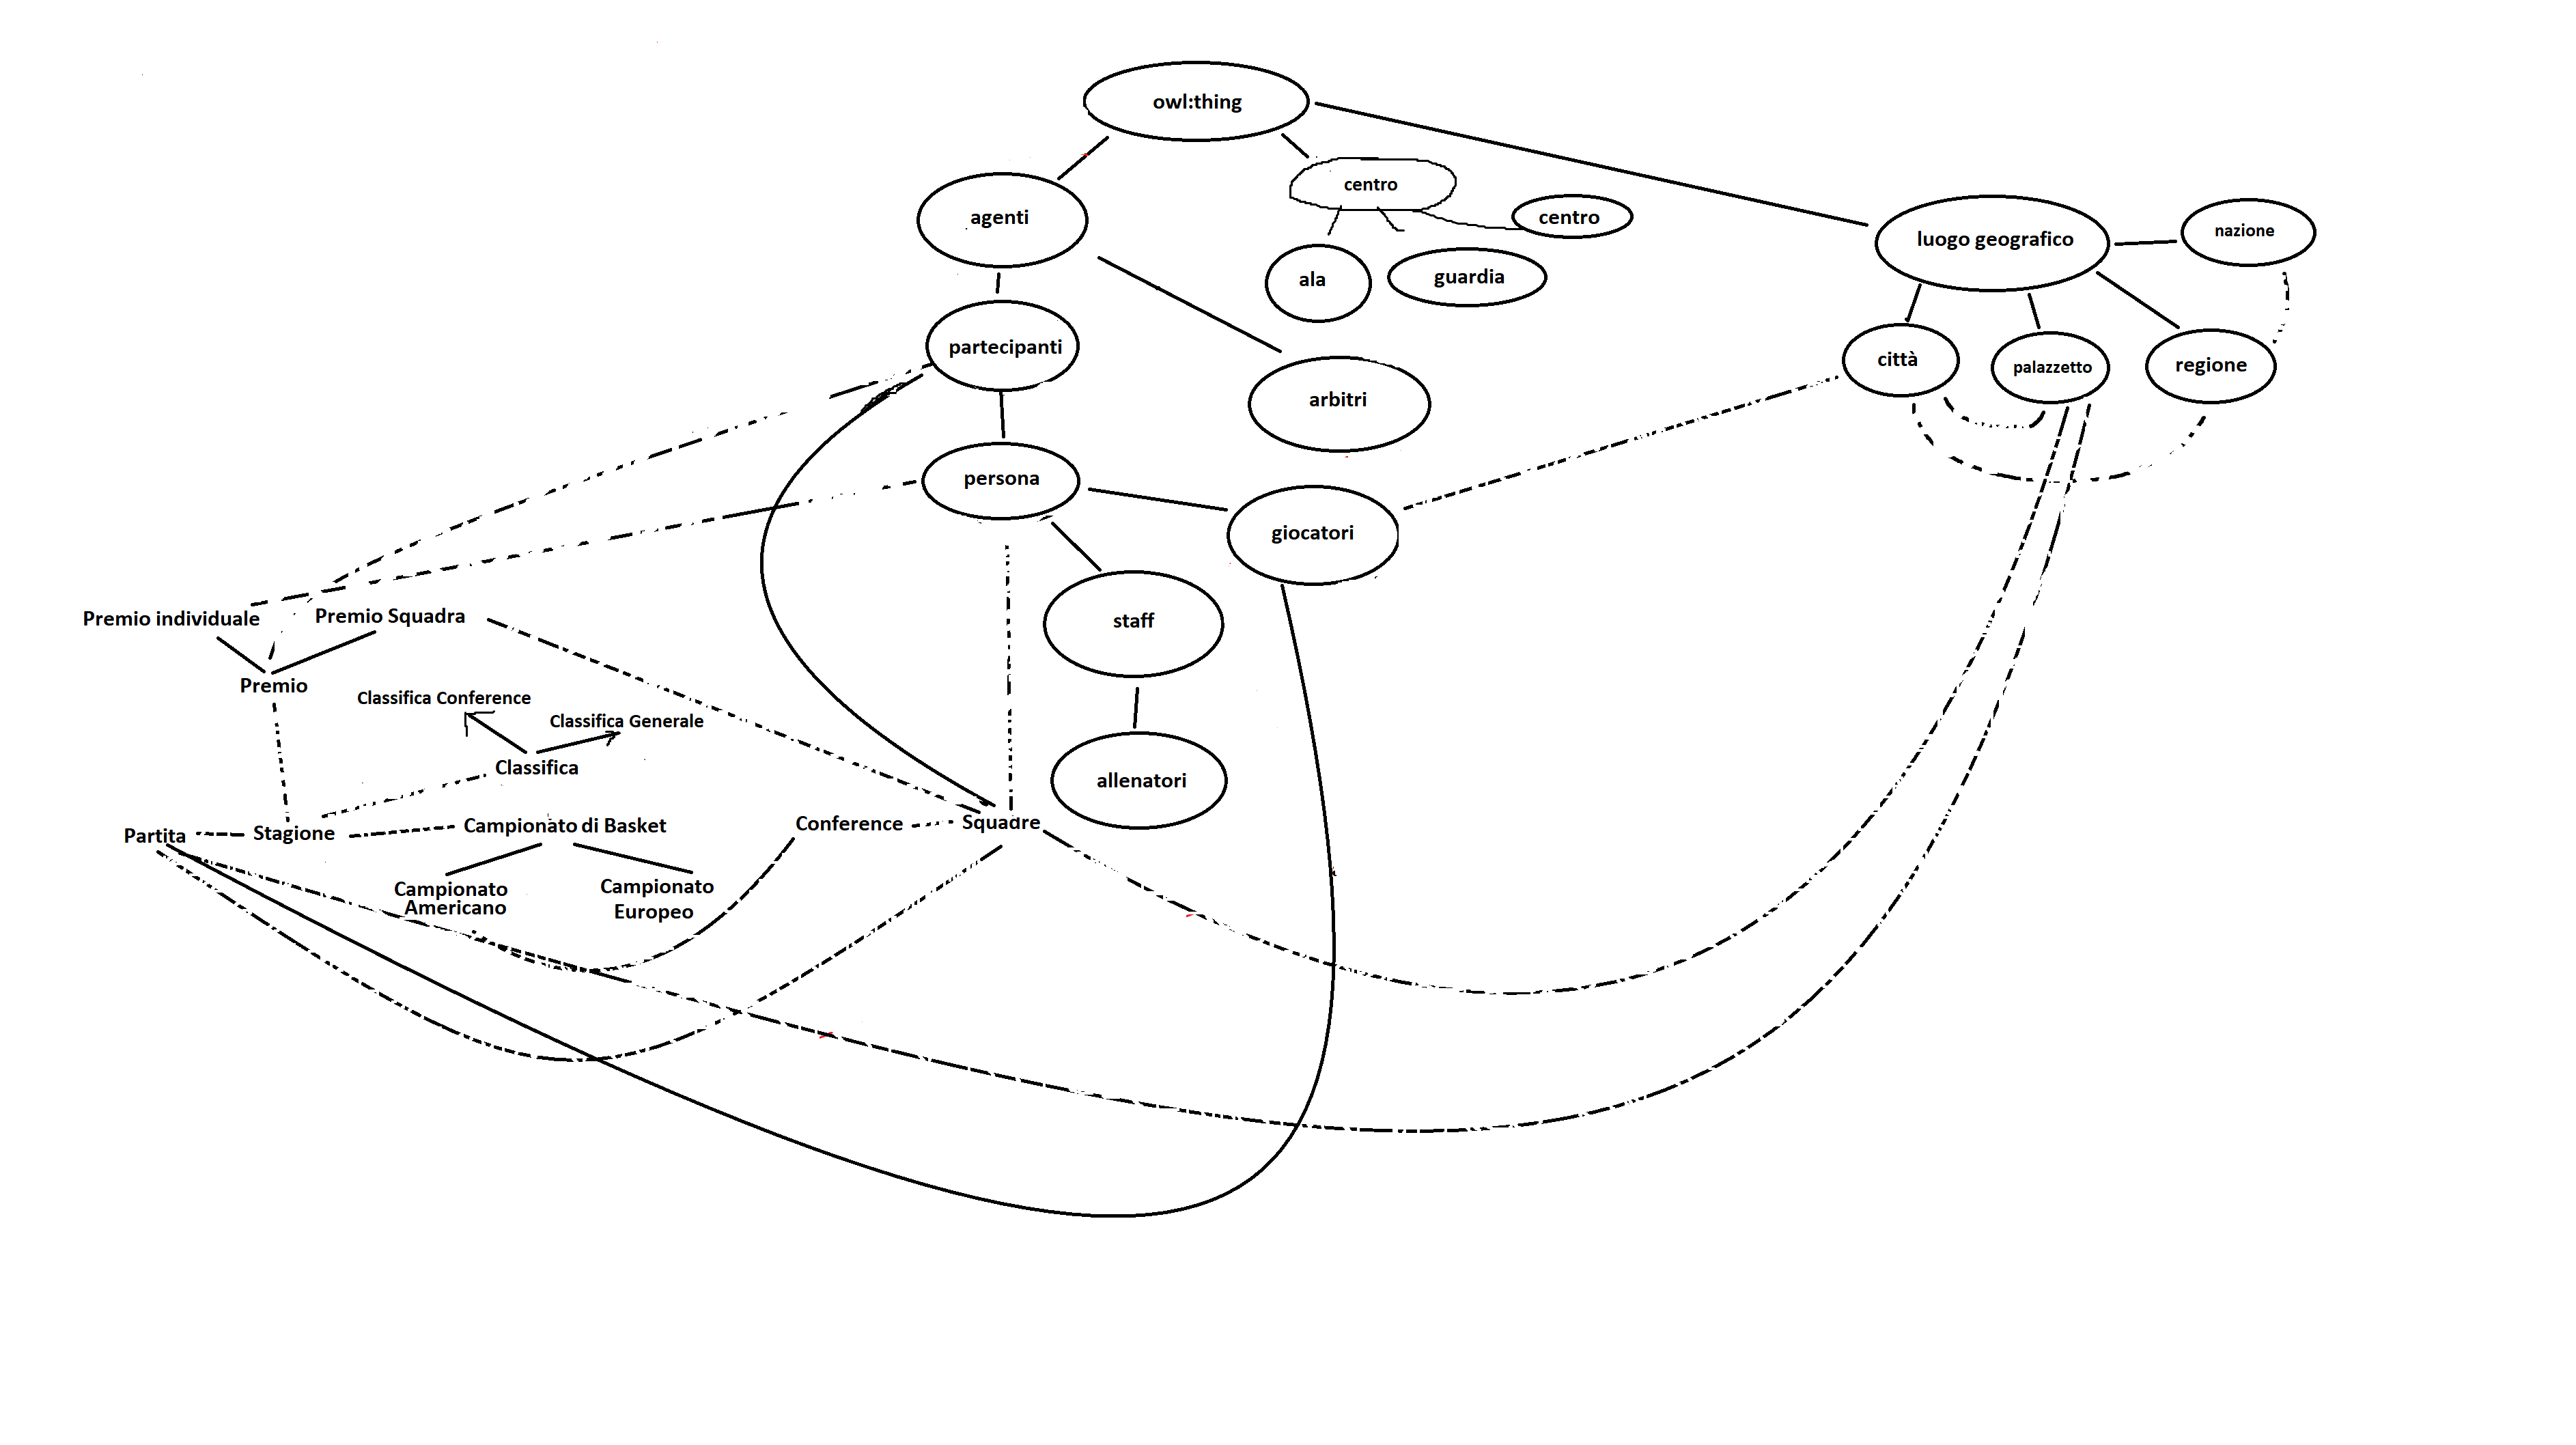 owl:thing
centro
agenti
centro
luogo geografico
nazione
ala
guardia
partecipanti
città
palazzetto
regione
arbitri
persona
giocatori
Premio individuale
Premio Squadra
staff
Premio
Classifica Conference
Classifica Generale
Classifica
allenatori
Partita
Stagione
Campionato di Basket
Conference
Squadre
Campionato
Americano
Campionato
Europeo